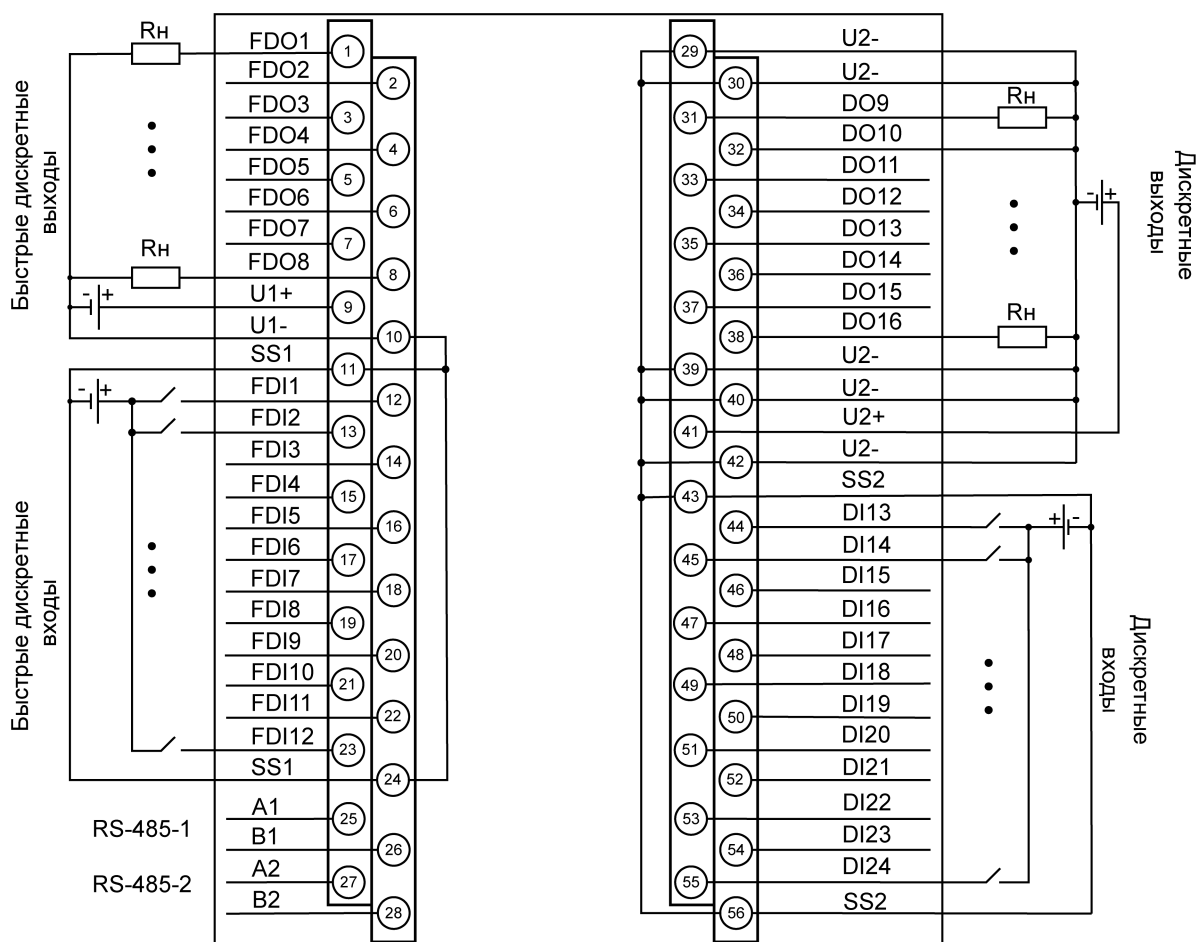 Быстрые дискретные
выходы
Rн
Rн
- +
FDO1
1
FDO2
2
FDO3
3
FDO4
4
FDO5
5
FDO6
6
FDO7
7
FDO8
8
U1+
9
U1-
10
SS1
11
Быстрые дискретные
входы
- +
FDI1
12
FDI2
13
FDI3
14
FDI4
15
FDI5
16
FDI6
17
FDI7
18
FDI8
19
FDI9
20
FDI10
21
FDI11
22
FDI12
23
SS1
24
RS-485-1
A1
25
B1
26
RS-485-2
A2
27
B2
28
29
U2-
30
U2-
31
DO9
Rн
32
DO10
33
DO11
34
DO12
35
DO13
36
DO14
37
DO15
38
DO16
Rн
39
U2-
40
U2-
41
U2+
42
U2-
- +
Дискретные
выходы
43
SS2
44
DI13
+ -
45
DI14
46
DI15
47
DI16
48
DI17
49
DI18
50
DI19
51
DI20
52
DI21
53
DI22
54
DI23
55
DI24
56
SS2
Дискретные
входы